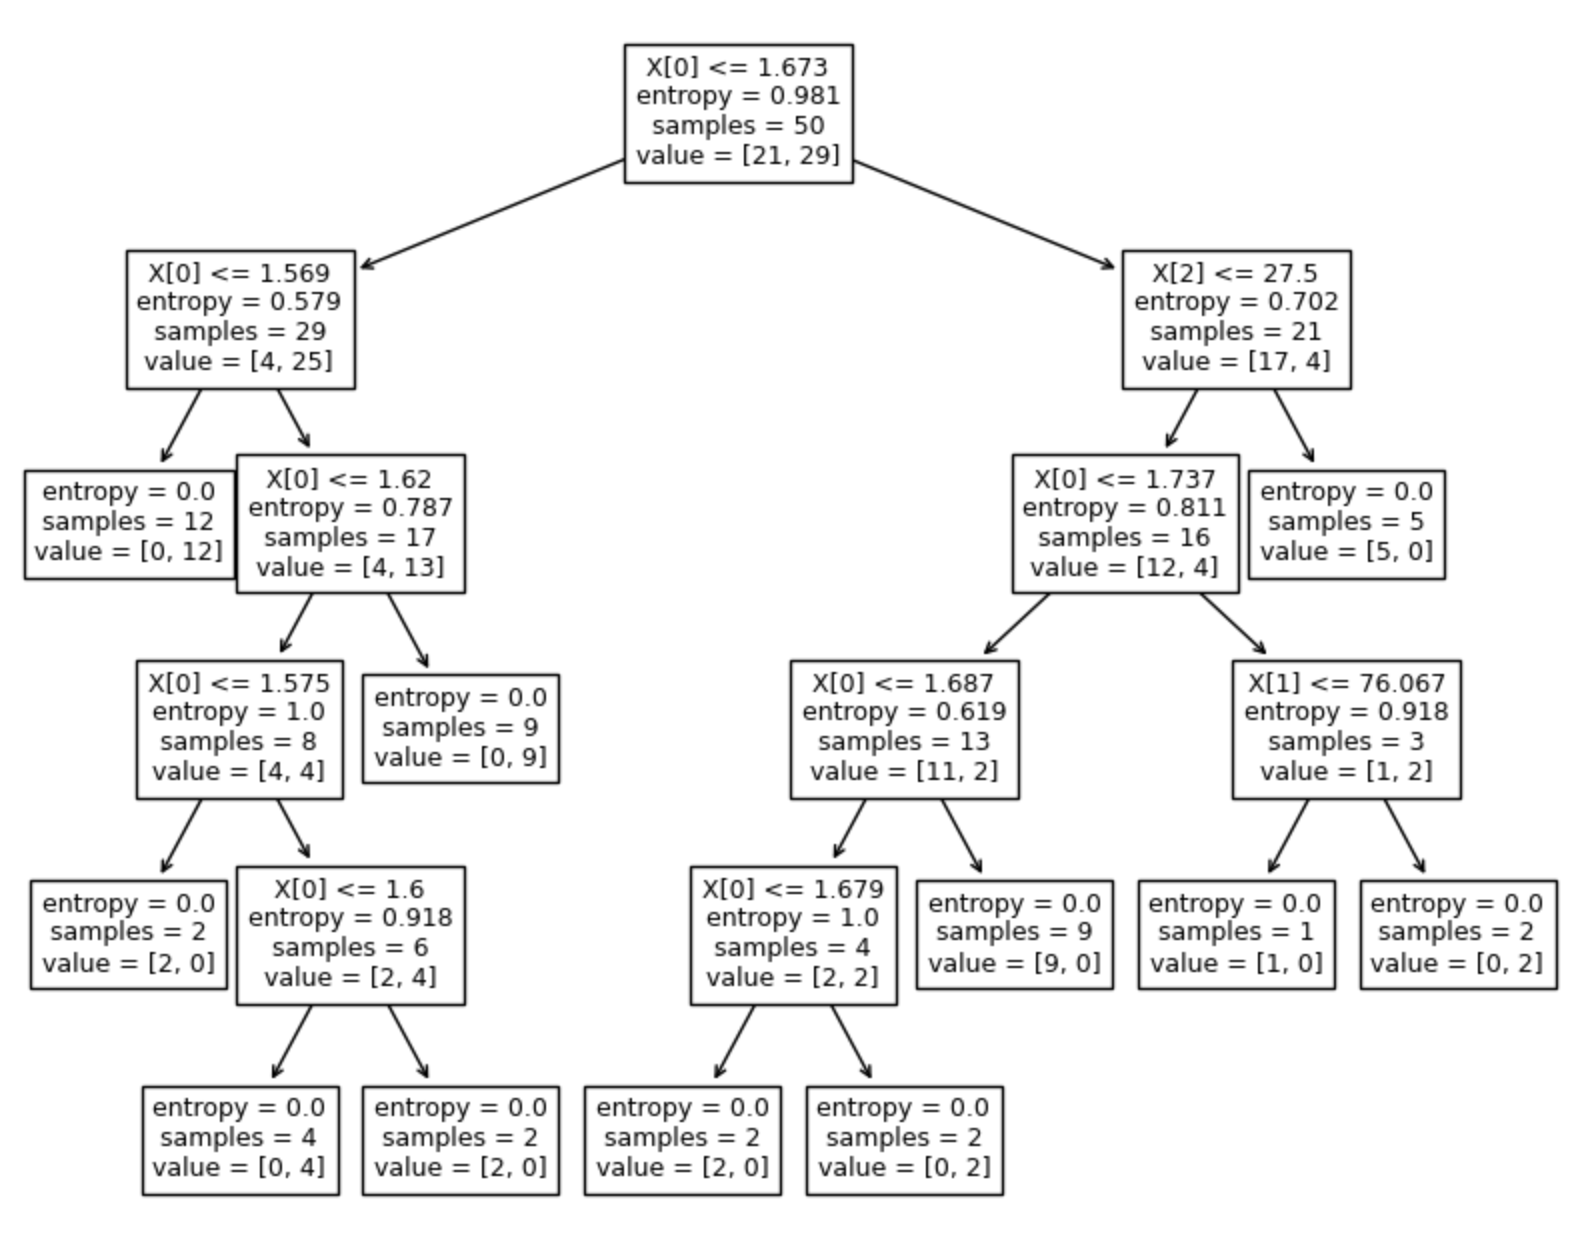 X[0] <= 1.673
entropy = 0.981
samples = 50
value = [21, 29]
X[0] <= 1.569
entropy = 0.579
samples = 29
value = [4, 25]
X[2] <= 27.5
entropy = 0.702
samples = 21
value = [17, 4]
entropy = 0.0
samples = 12
value = [0, 12]
X[0] <= 1.62
entropy = 0.787
samples = 17
value = [4, 13]
X[0] <= 1.737
entropy = 0.811
samples = 16
value = [12, 4]
entropy = 0.0
samples = 5
value = [5, 0]
X[0] <= 1.575
entropy = 1.0
samples = 8
value = [4, 4]
entropy = 0.0
samples = 9
value = [0, 9]
X[0] <= 1.687
entropy = 0.619
samples = 13
value = [11, 2]
X[1] <= 76.067
entropy = 0.918
samples = 3
value = [1, 2]
entropy = 0.0
samples = 2
value = [2, 0]
X[0] <= 1.6
entropy = 0.918
samples = 6
value = [2, 4]
X[0] <= 1.679
entropy = 1.0
samples = 4
value = [2, 2]
entropy = 0.0
samples = 9
value = [9, 0]
entropy = 0.0
samples = 1
value = [1, 0]
entropy = 0.0
samples = 2
value = [0, 2]
entropy = 0.0
samples = 4
value = [0, 4]
entropy = 0.0
samples = 2
value = [2, 0]
entropy = 0.0
samples = 2
value = [2, 0]
entropy = 0.0
samples = 2
value = [0, 2]